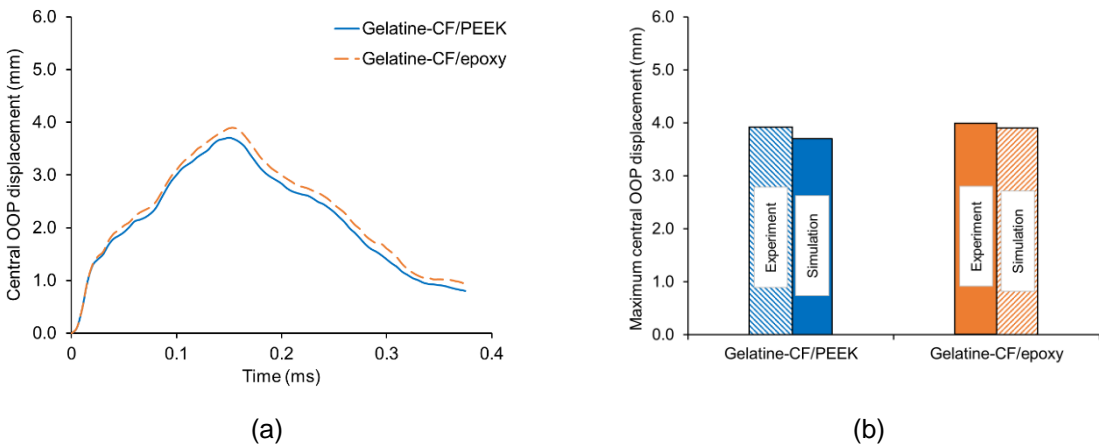 Central OOP displacement (mm)
6.0
5.0
4.0
3.0
2.0
1.0
0.0
0
0.1
0.2
0.3
0.4
Time (ms)
Gelatine-CF/PEEK
Gelatine-CF/epoxy
(a)
Maximum central OOP displacement (mm)
6.0
5.0
4.0
3.0
2.0
1.0
0.0
Experiment
Simulation
Experiment
Simulation
Gelatine-CF/PEEK
Gelatine-CF/epoxy
(b)